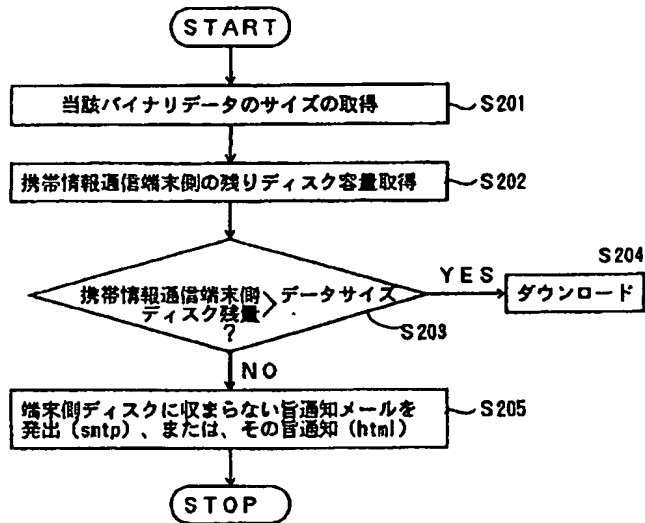 START
当該バイナリデータのサイズの取得
S201
携帯情報通信端末側の残りディスク容量取得
S202
携帯情報通信端末側
ディスク残量
>データサイズ
?
S203
YES
S204
ダウンロード
NO
端末側ディスクに収まらない旨通知メールを
発出(smtp)、または、その旨通知(html)
S205
STOP